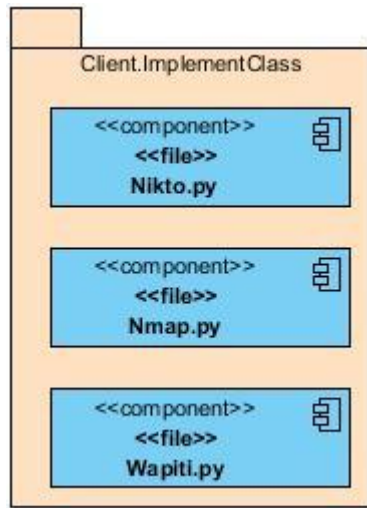 Client.ImplementClass
<<component>>
<<file>>
Nikto.py
<<component>>
<<file>>
Nmap.py
<<component>>
<<file>>
Wapiti.py